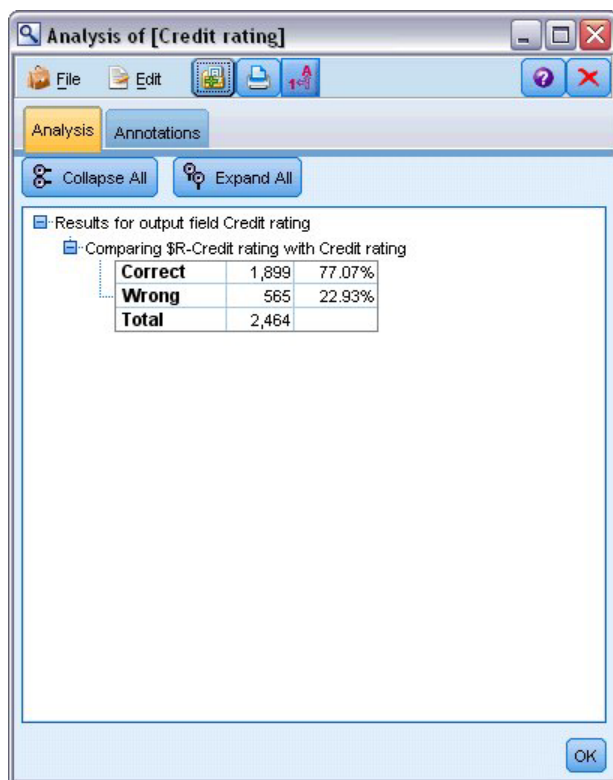 Analysis of [Credit rating]
File Edit
Analysis Annotations
Collapse All Expand All
Results for output field Credit rating
Comparing $R-Credit rating with Credit rating
Correct 1,899 77.07%
Wrong 565 22.93%
Total 2,464
OK